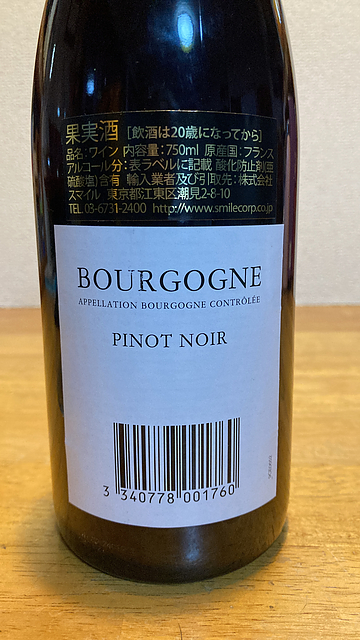 果実酒 [飲酒は20歳になってから]
品名:ワイン 内容量:750ml 原産国:フランス
アルコール分:表ラベルに記載 酸化防止剤(亜
硫酸塩)含有 輸入業者及び引取先:株式会社
スマイル 東京都江東区潮見2-8-10
TEL 03-6731-2400 http://www.smilecorp.co.jp
BOURGOGNE
APPELLATION BOURGOGNE CONTRÔLÉE
PINOT NOIR
3 340778 001760